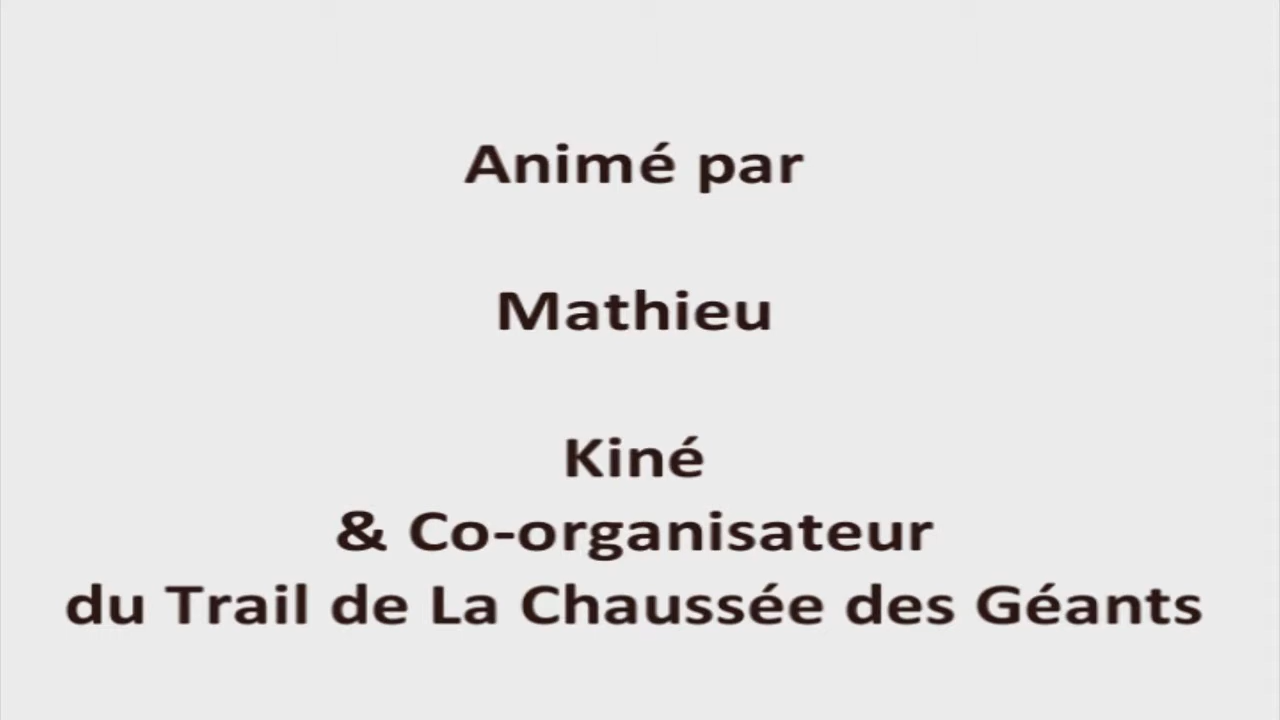 Animé par
Mathieu
Kiné
& Co-organisateur
du Trail de La Chaussée des Géants